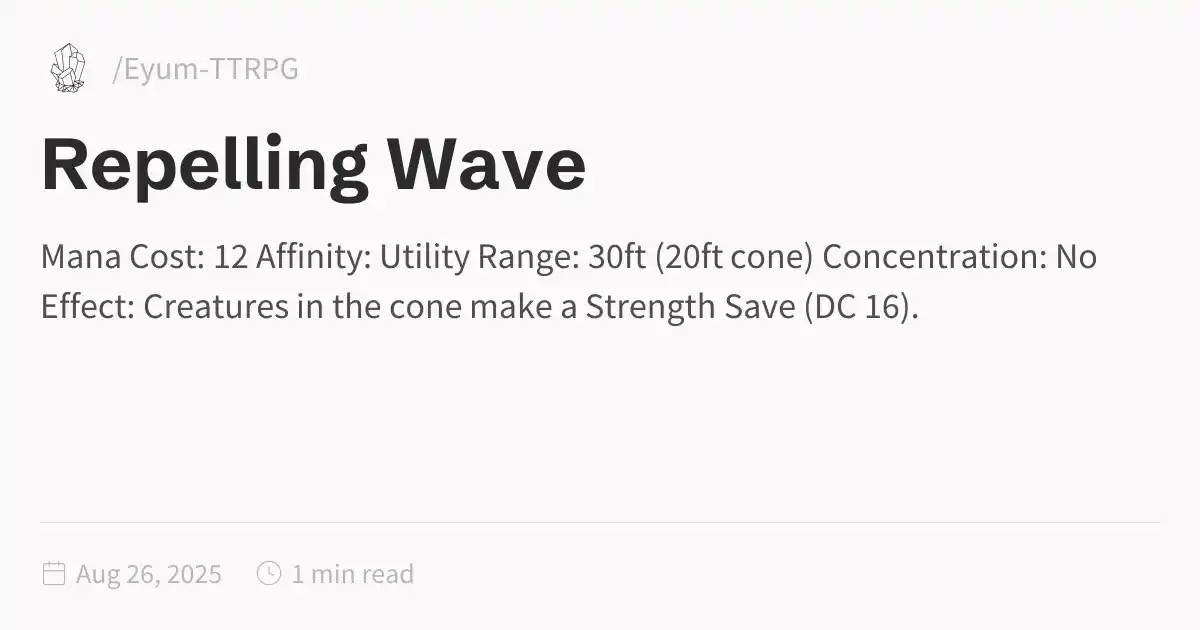 /Eyum-TTRPG
Repelling Wave
Mana Cost: 12 Affinity: Utility Range: 30ft (20ft cone) Concentration: No
Effect: Creatures in the cone make a Strength Save (DC 16).
Aug 26, 2025 1 min read